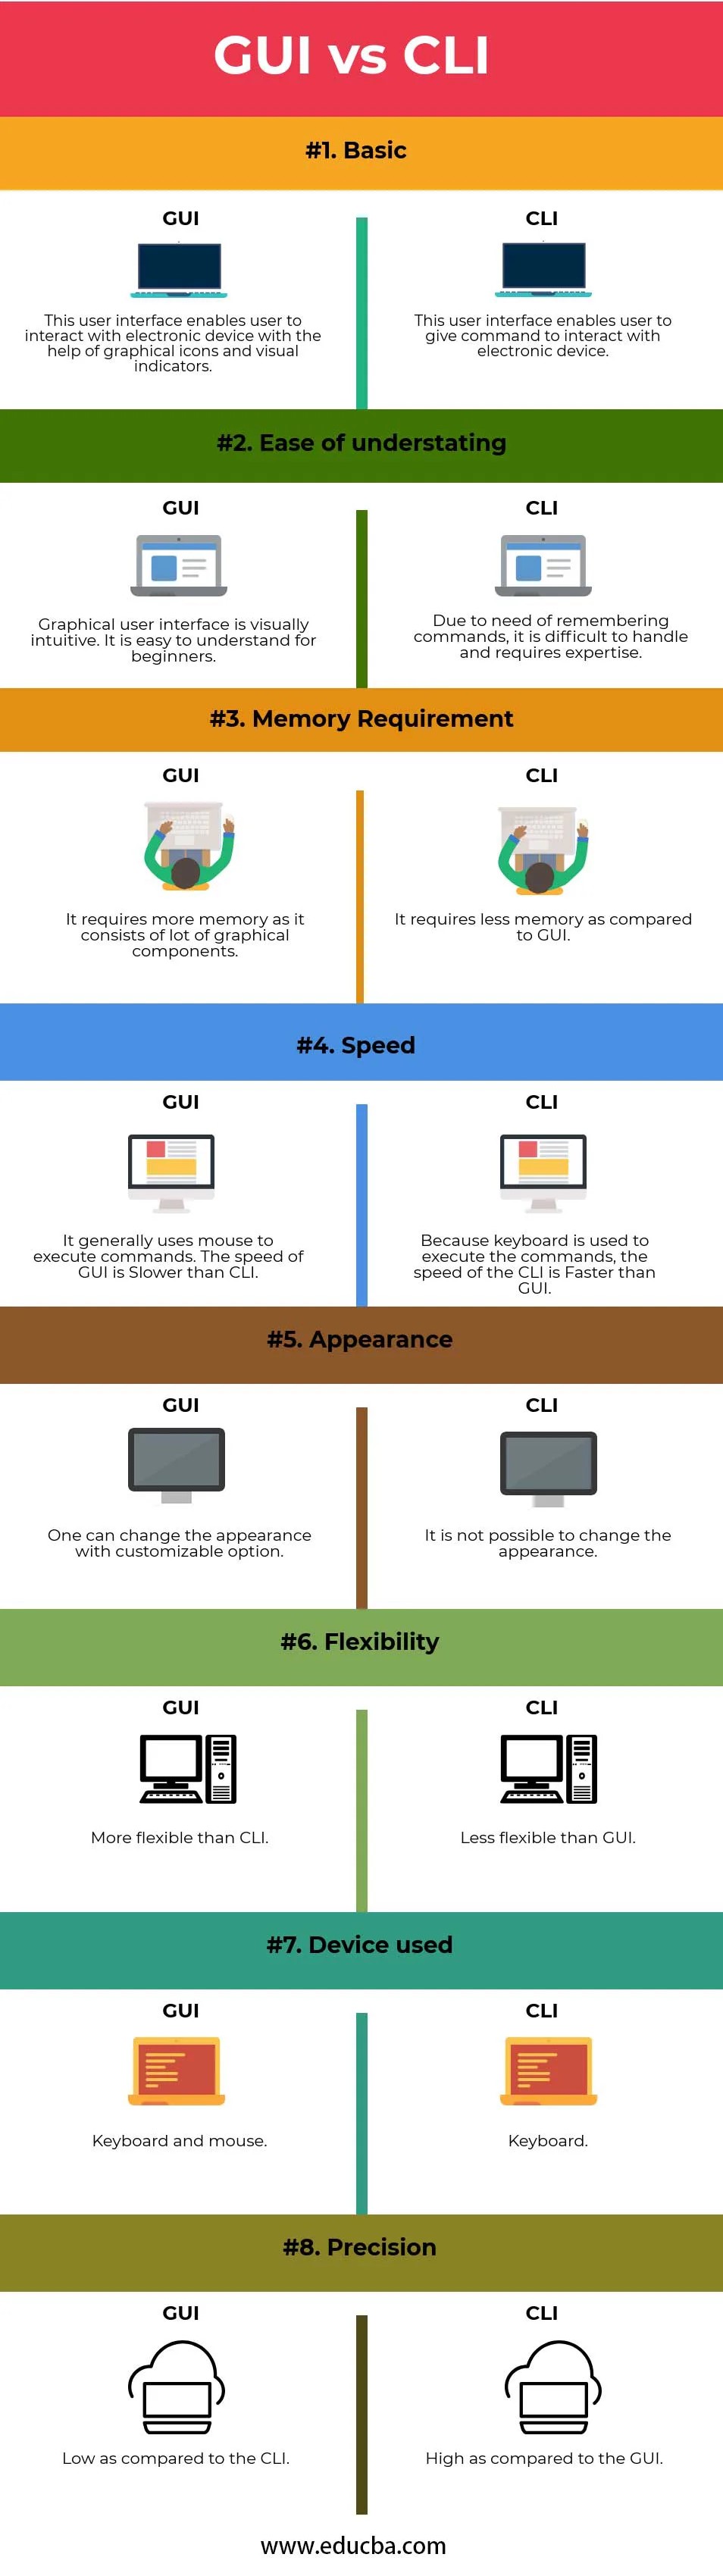 GUI vs CLI
#1. Basic
GUI
This user interface enables user to
interact with electronic device with the
help of graphical icons and visual
indicators.
CLI
This user interface enables user to
give command to interact with
electronic device.
#2. Ease of understating
GUI
Graphical user interface is visually
intuitive. It is easy to understand for
beginners.
CLI
Due to need of remembering
commands, it is difficult to handle
and requires expertise.
#3. Memory Requirement
GUI
It requires more memory as it
consists of lot of graphical
components.
CLI
It requires less memory as compared
to GUI.
#4. Speed
GUI
It generally uses mouse to
execute commands. The speed of
GUI is Slower than CLI.
CLI
Because keyboard is used to
execute the commands, the
speed of the CLI is Faster than
GUI.
#5. Appearance
GUI
One can change the appearance
with customizable option.
CLI
It is not possible to change the
appearance.
#6. Flexibility
GUI
More flexible than CLI.
CLI
Less flexible than GUI.
#7. Device used
GUI
Keyboard and mouse.
CLI
Keyboard.
#8. Precision
GUI
Low as compared to the CLI.
CLI
High as compared to the GUI.
www.educba.com